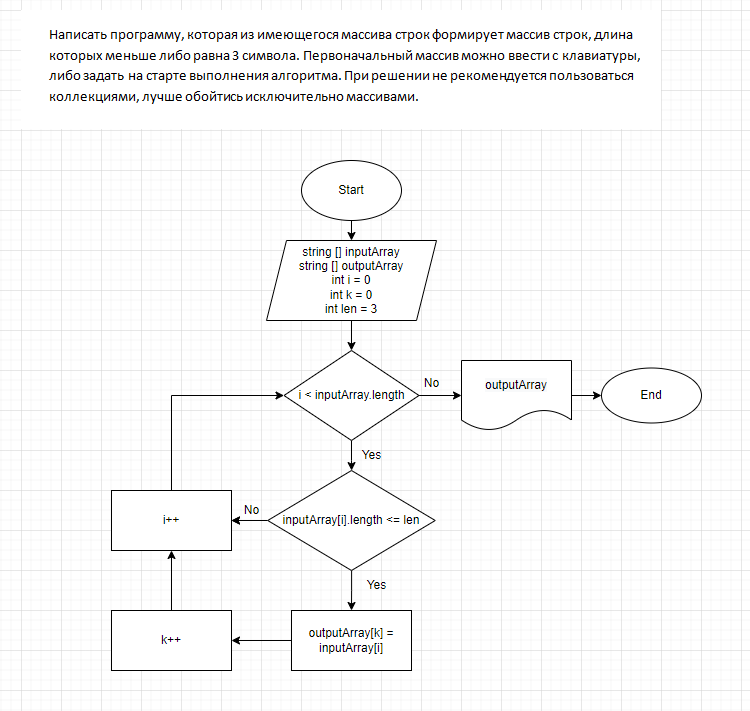 Написать программу, которая из имеющегося массива строк формирует массив строк, длина
которых меньше либо равна 3 символа. Первоначальный массив можно ввести с клавиатуры,
либо задать на старте выполнения алгоритма. При решении не рекомендуется пользоваться
коллекциями, лучше обойтись исключительно массивами.
Start
string [] inputArray
string [] outputArray
int i = 0
int k = 0
int len = 3
i < inputArray.length
No
outputArray
End
Yes
inputArray[i].length <= len
No
i++
Yes
outputArray[k] =
inputArray[i]
k++